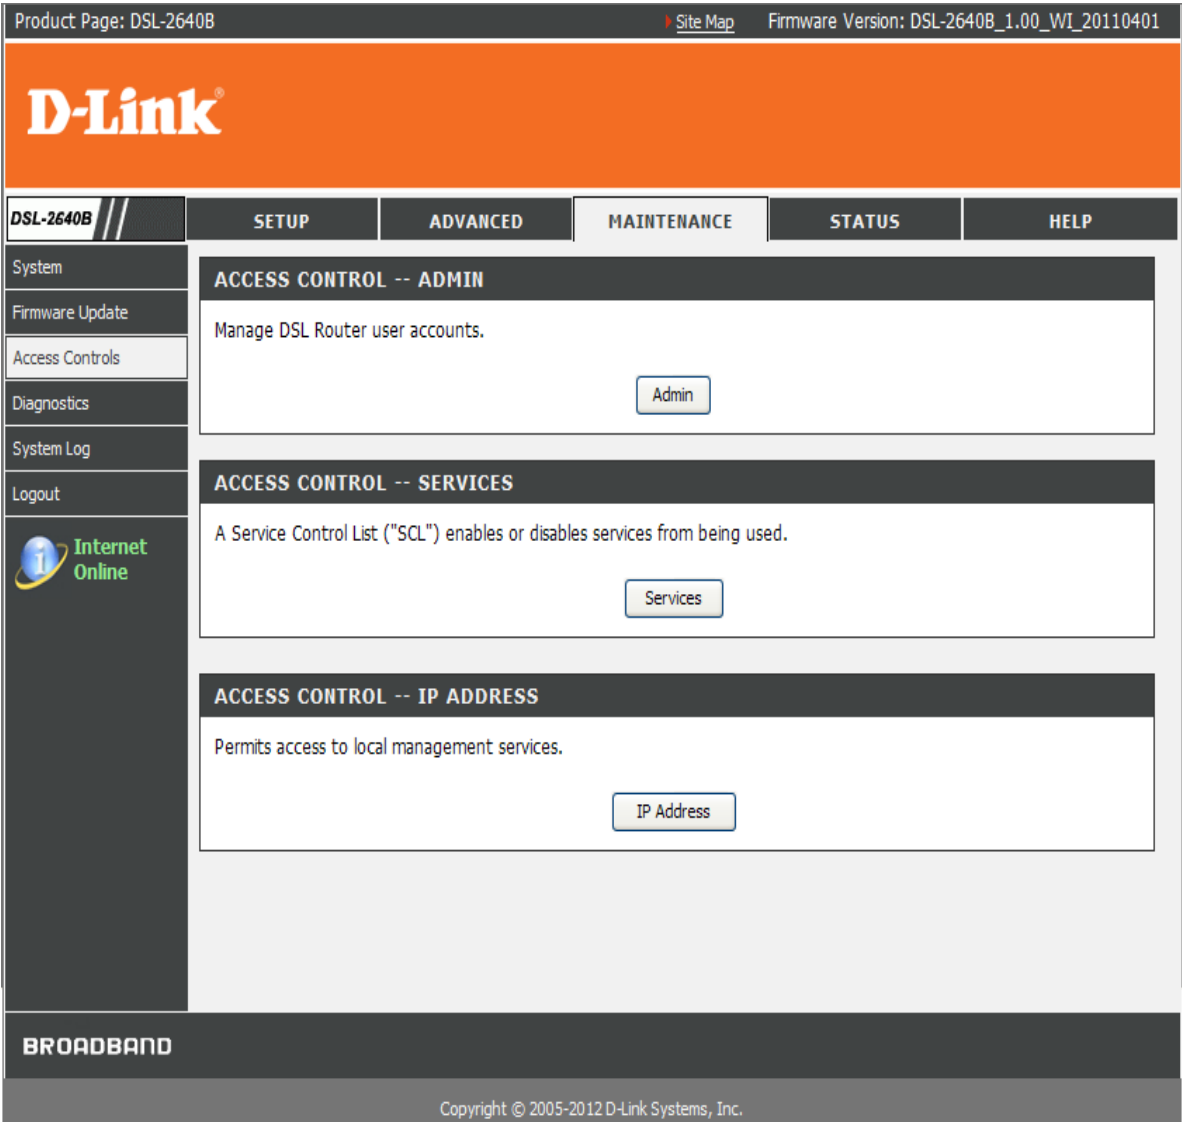 Product Page: DSL-2640B
Site Map
Firmware Version: DSL-2640B_1.00_WI_20110401
D-Link®
DSL-2640B
SETUP
ADVANCED
MAINTENANCE
STATUS
HELP
System
Firmware Update
Access Controls
Diagnostics
System Log
Logout
Internet
Online
ACCESS CONTROL -- ADMIN
Manage DSL Router user accounts.
Admin
ACCESS CONTROL -- SERVICES
A Service Control List ("SCL") enables or disables services from being used.
Services
ACCESS CONTROL -- IP ADDRESS
Permits access to local management services.
IP Address
BROADBAND
Copyright © 2005-2012 D-Link Systems, Inc.